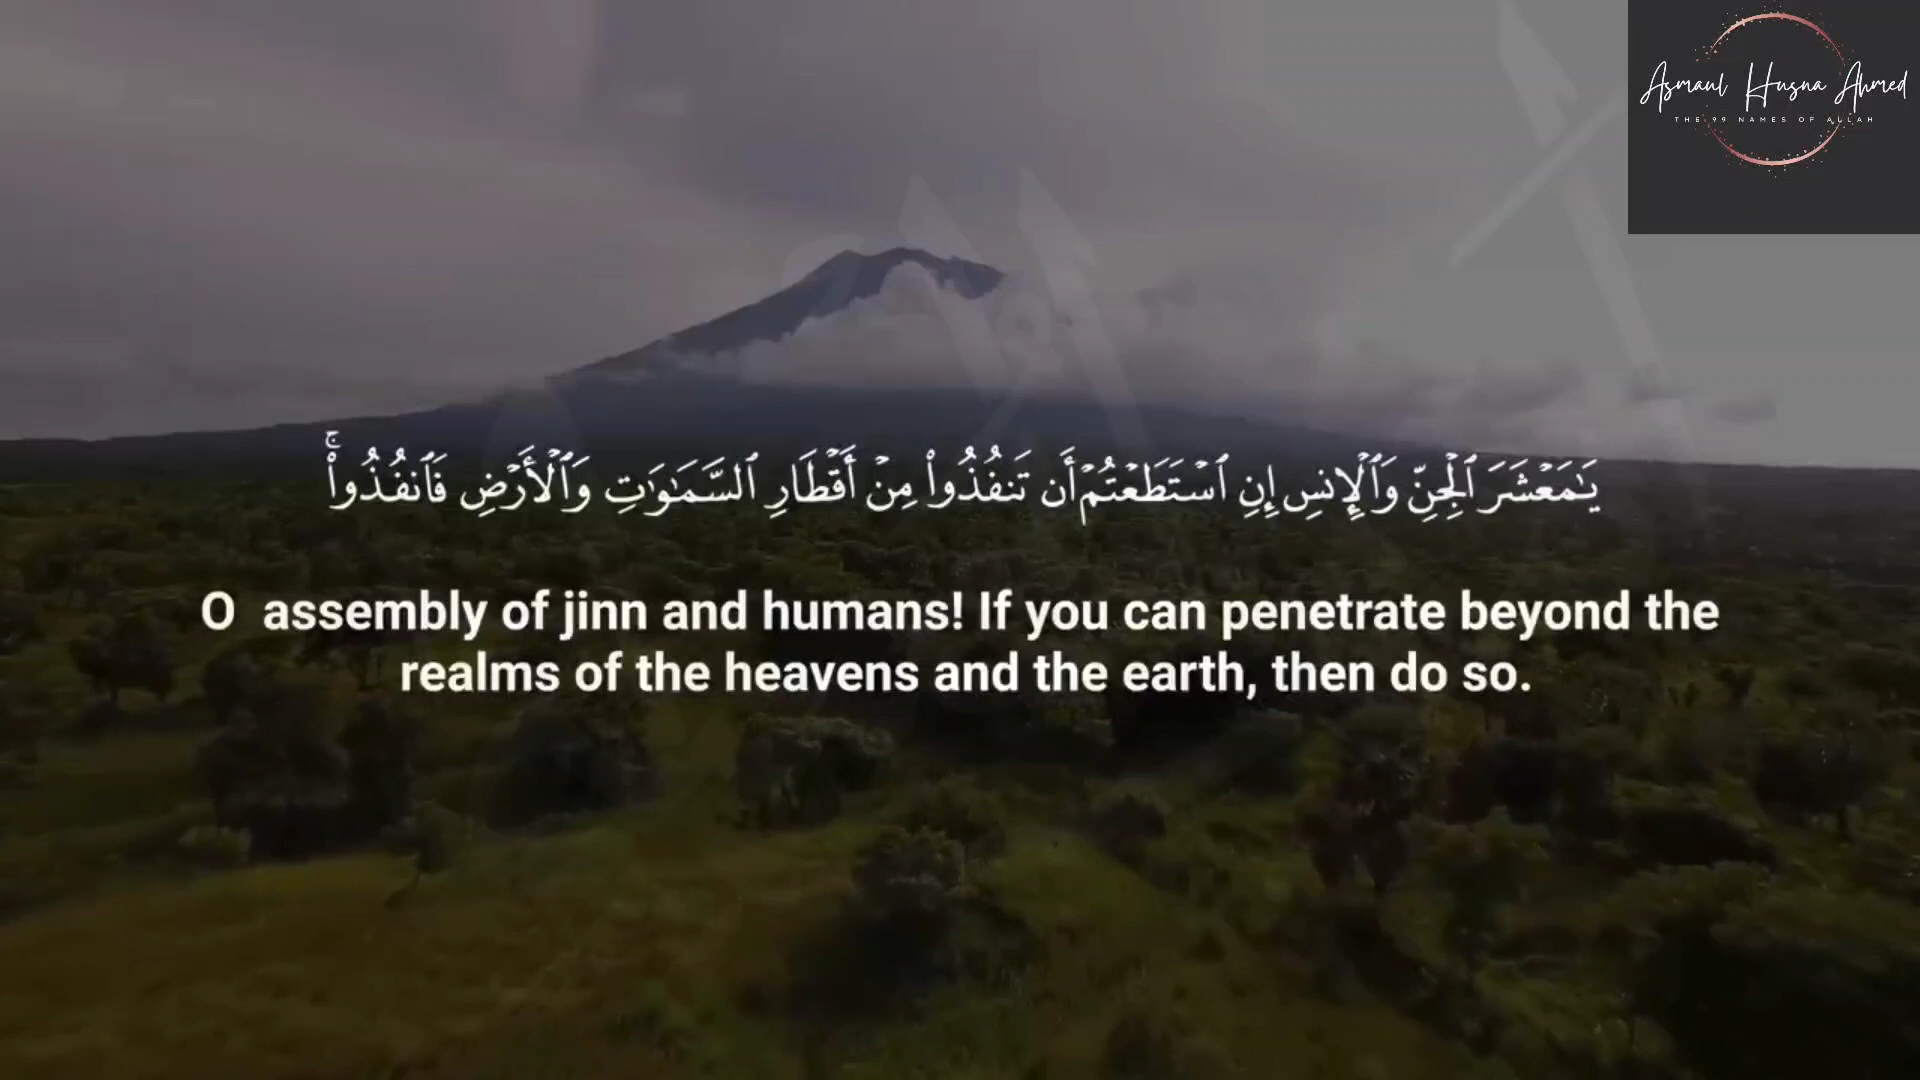 Asmaul Husna Ahmed
THE 99 NAMES OF ALLAH
يَـٰمَعْشَرَ ٱلْجِنِّ وَٱلْإِنسِ إِنِ ٱسْتَطَعْتُمْ أَن تَنفُذُوا۟ مِنْ أَقْطَارِ ٱلسَّمَـٰوَٰتِ وَٱلْأَرْضِ فَٱنفُذُوا۟ ۚ
O assembly of jinn and humans! If you can penetrate beyond the
realms of the heavens and the earth, then do so.